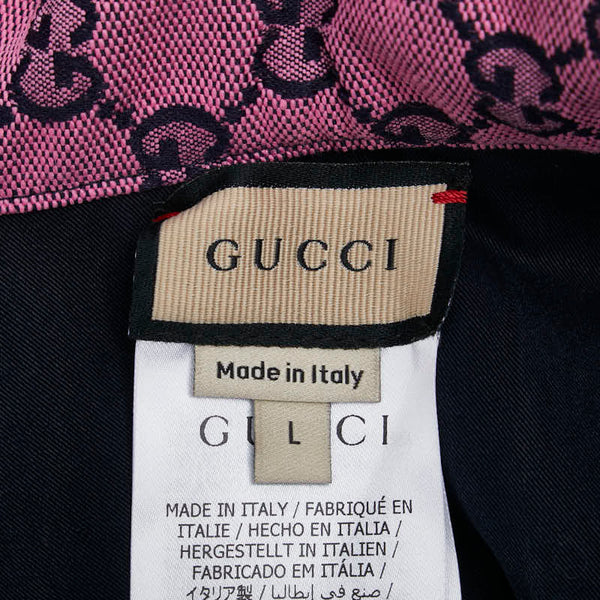 GUCCI
Made in Italy
L
MADE IN ITALY / FABRIQUÉ EN
ITALIE / HECHO EN ITALIA /
HERGESTELLT IN ITALIEN /
FABRICADO EM ITÁLIA /
イタリア製 / صنع في إيطاليا /